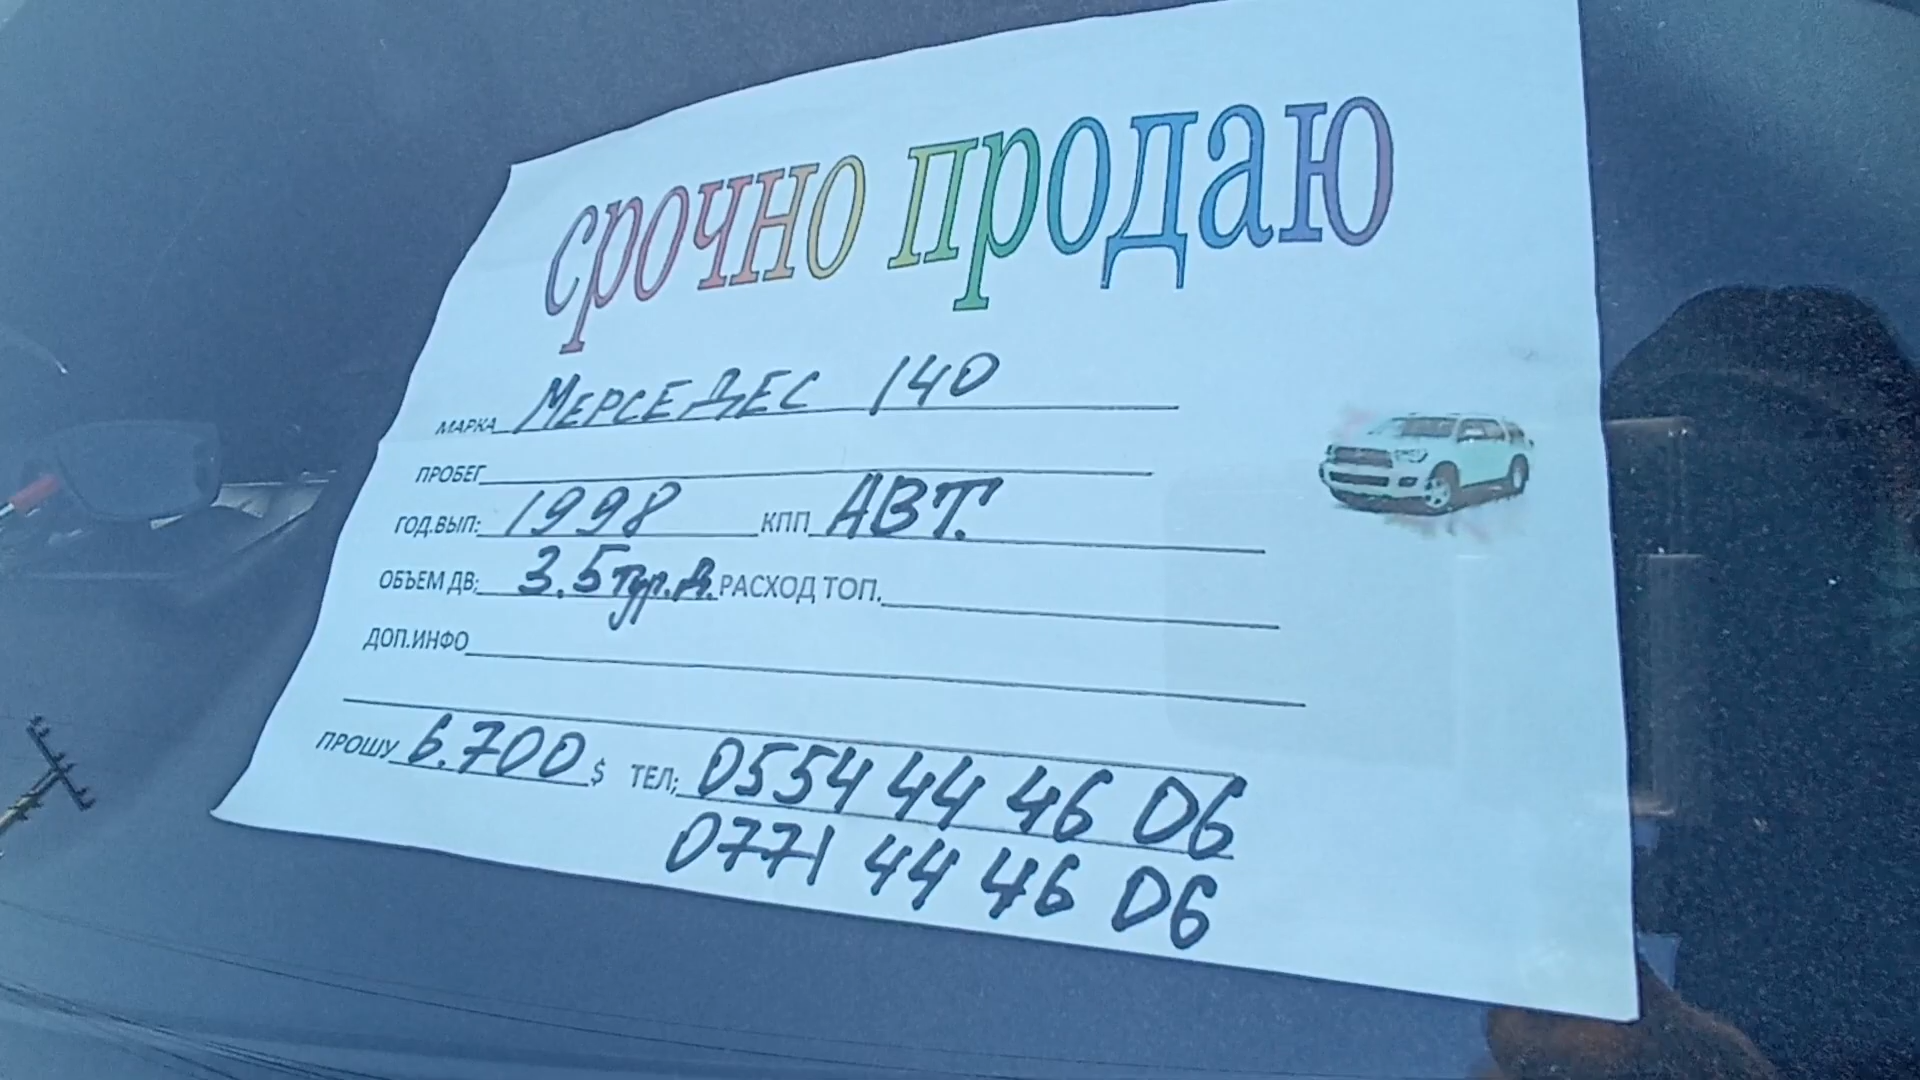 срочно продаю
МАРКА МЕРСЕДЕС 140
ПРОБЕГ
ГОД.ВЫП: 1998 КПП АВТ.
ОБЪЕМ ДВ; 3.5 тур.д. РАСХОД ТОП.
ДОП.ИНФО
ПРОШУ 6.700 $ ТЕЛ; 0554 44 46 06
0771 44 46 06